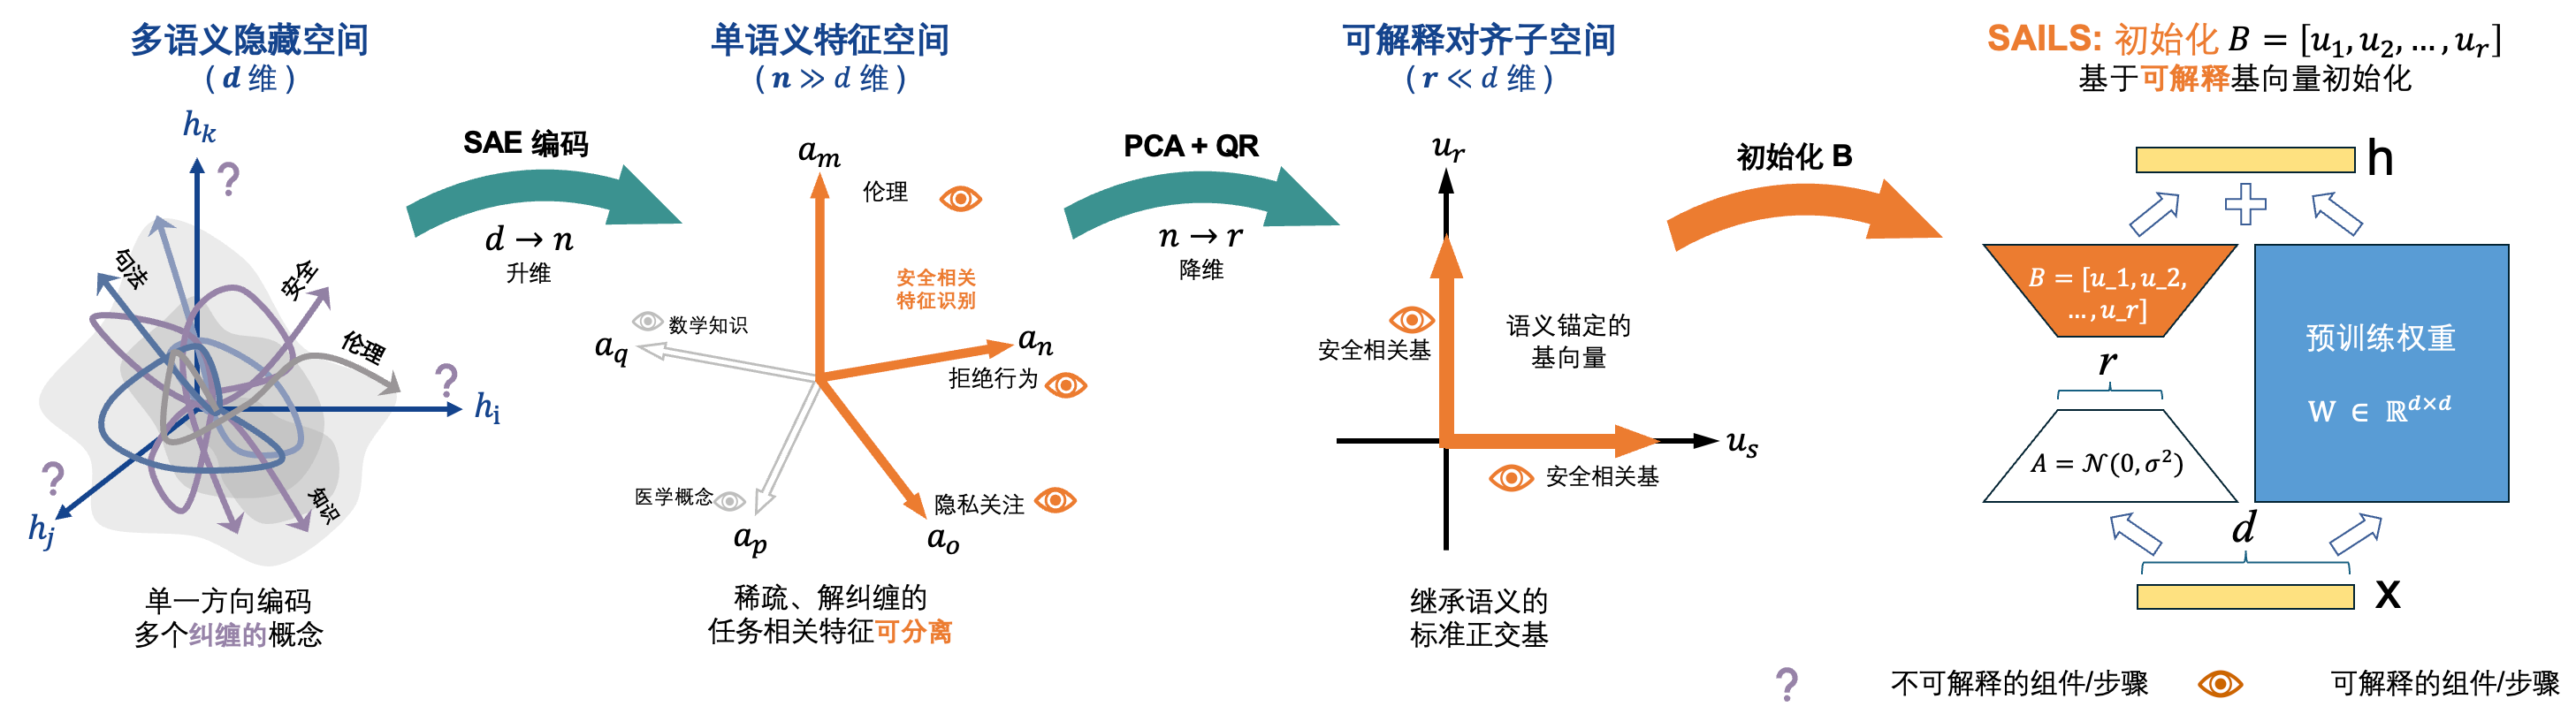 多语义隐藏空间
（d 维）
h_k
?
句法
安全
伦理
?
h_i
?
h_j
知识
单一方向编码
多个纠缠的概念
SAE 编码
d → n
升维
单语义特征空间
（n ≫ d 维）
a_m
伦理
安全相关
特征识别
数学知识
a_q
a_n
拒绝行为
医学概念
a_p
隐私关注
a_o
稀疏、解纠缠的
任务相关特征可分离
PCA + QR
n → r
降维
可解释对齐子空间
（r ≪ d 维）
u_r
安全相关基
语义锚定的
基向量
u_s
安全相关基
继承语义的
标准正交基
初始化 B
SAILS: 初始化 B = [u_1, u_2, ..., u_r]
基于可解释基向量初始化
h
B = [u_1, u_2,
..., u_r]
r
A = 𝒩(0, σ²)
预训练权重
W ∈ ℝ^{d×d}
d
x
? 不可解释的组件/步骤
可解释的组件/步骤